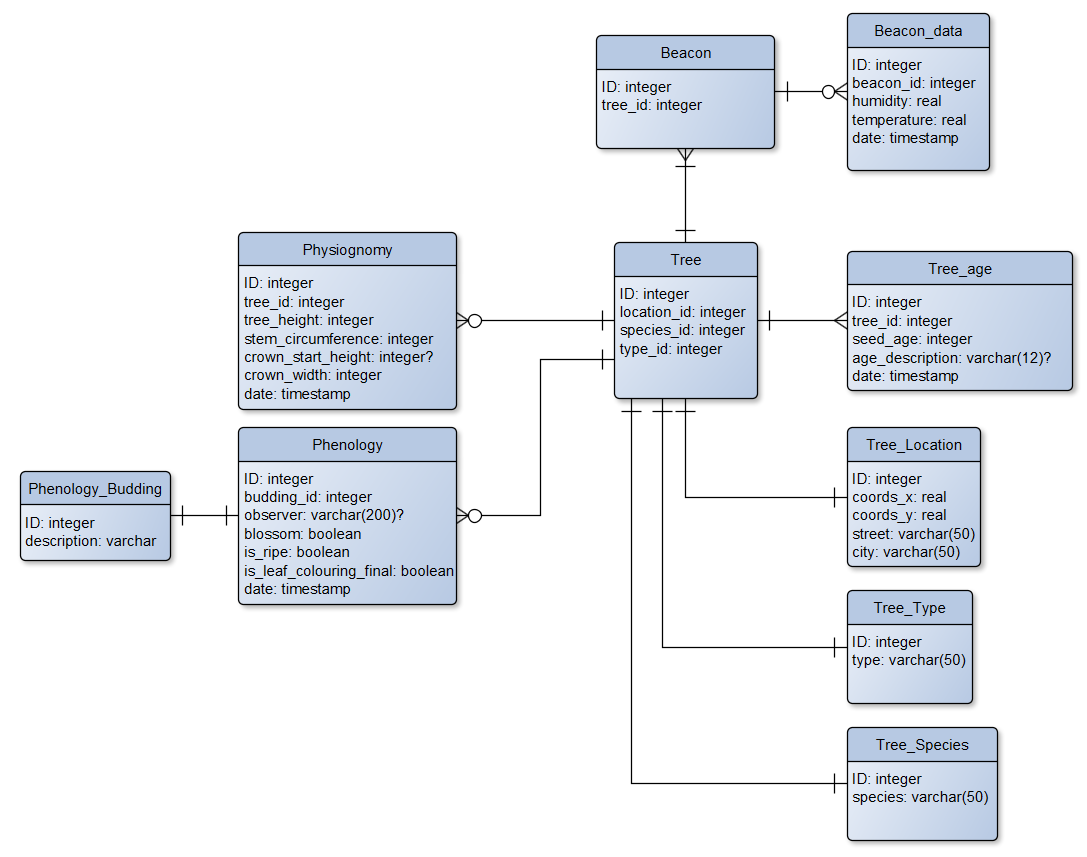 Beacon
ID: integer
tree_id: integer
Beacon_data
ID: integer
beacon_id: integer
humidity: real
temperature: real
date: timestamp
Physiognomy
ID: integer
tree_id: integer
tree_height: integer
stem_circumference: integer
crown_start_height: integer?
crown_width: integer
date: timestamp
Tree
ID: integer
location_id: integer
species_id: integer
type_id: integer
Tree_age
ID: integer
tree_id: integer
seed_age: integer
age_description: varchar(12)?
date: timestamp
Phenology_Budding
ID: integer
description: varchar
Phenology
ID: integer
budding_id: integer
observer: varchar(200)?
blossom: boolean
is_ripe: boolean
is_leaf_colouring_final: boolean
date: timestamp
Tree_Location
ID: integer
coords_x: real
coords_y: real
street: varchar(50)
city: varchar(50)
Tree_Type
ID: integer
type: varchar(50)
Tree_Species
ID: integer
species: varchar(50)